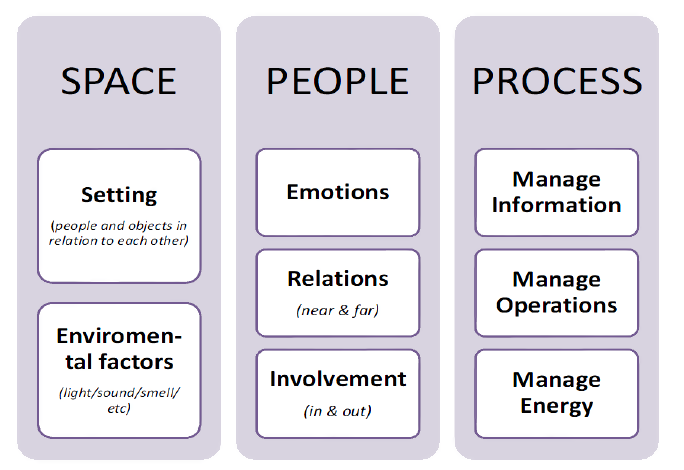 SPACE
Setting
(people and objects in
relation to each other)
Enviromen-
tal factors
(light/sound/smell/
etc)
PEOPLE
Emotions
Relations
(near & far)
Involvement
(in & out)
PROCESS
Manage
Information
Manage
Operations
Manage
Energy